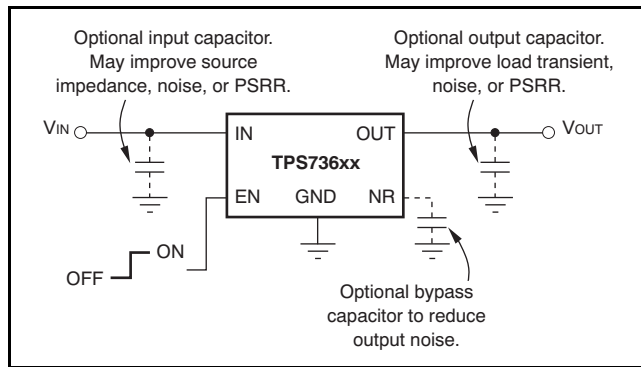 Optional input capacitor.
May improve source
impedance, noise, or PSRR.
Optional output capacitor.
May improve load transient,
noise, or PSRR.
VIN
IN
OUT
VOUT
TPS736xx
EN
GND
NR
ON
OFF
Optional bypass
capacitor to reduce
output noise.